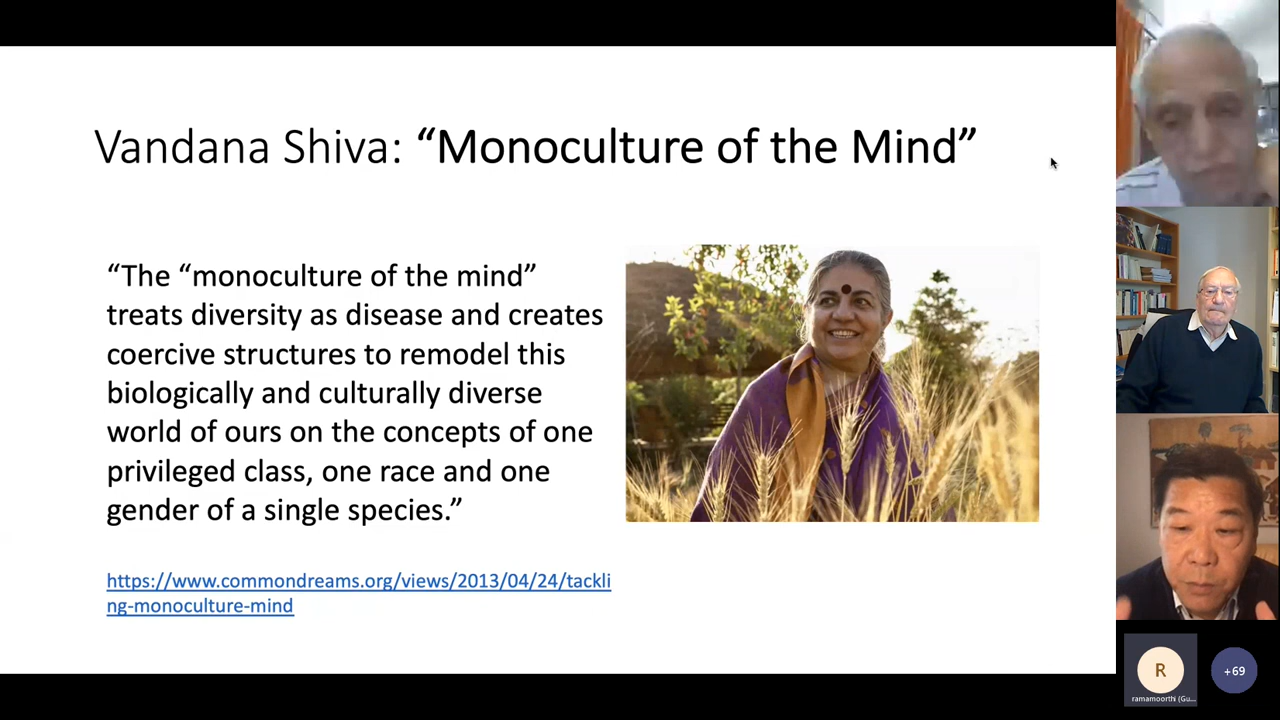 Vandana Shiva: “Monoculture of the Mind”
“The “monoculture of the mind”
treats diversity as disease and creates
coercive structures to remodel this
biologically and culturally diverse
world of ours on the concepts of one
privileged class, one race and one
gender of a single species.”
https://www.commondreams.org/views/2013/04/24/tackli
ng-monoculture-mind
R
ramamoorthi (Gu...
+69